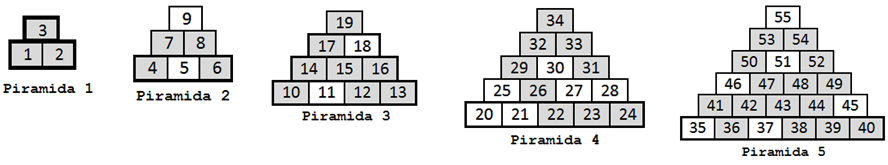 3
1 2
Piramida 1
9
7 8
4 5 6
Piramida 2
19
17 18
14 15 16
10 11 12 13
Piramida 3
34
32 33
29 30 31
25 26 27 28
20 21 22 23 24
Piramida 4
55
53 54
50 51 52
46 47 48 49
41 42 43 44 45
35 36 37 38 39 40
Piramida 5